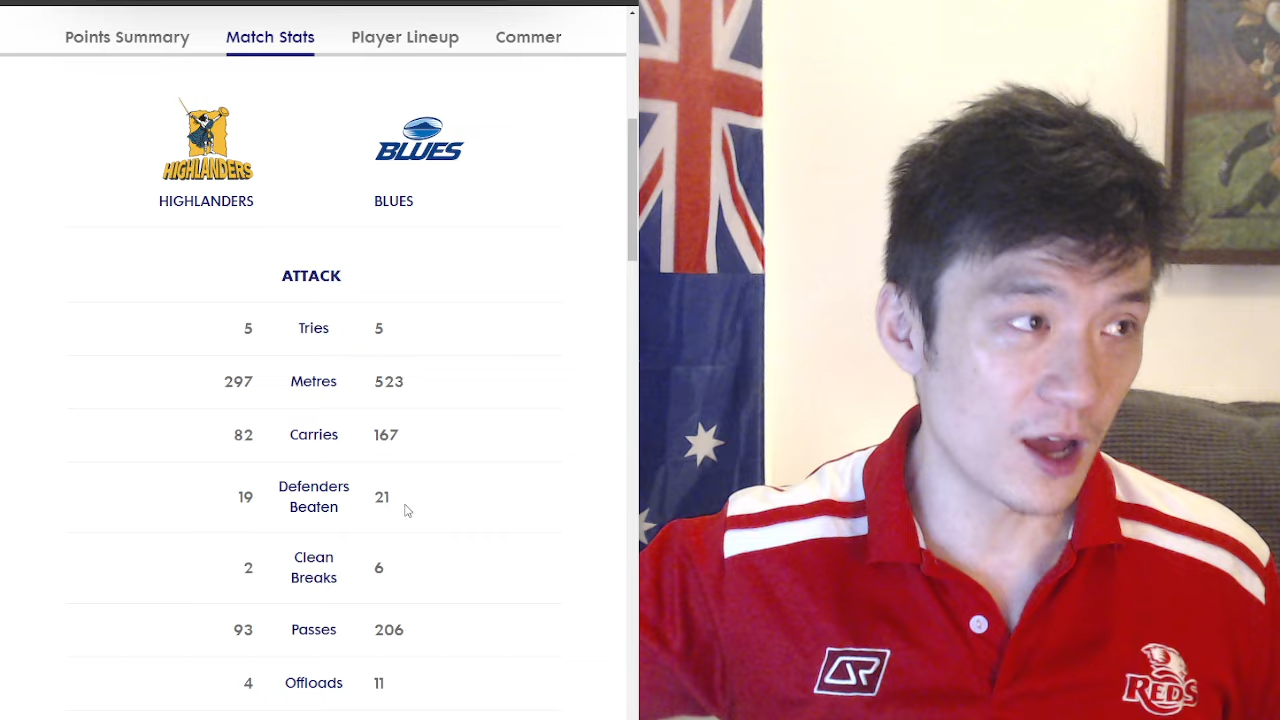 Points Summary Match Stats Player Lineup Commer
HIGHLANDERS BLUES
HIGHLANDERS BLUES
ATTACK
5 Tries 5
297 Metres 523
82 Carries 167
19 Defenders Beaten 21
2 Clean Breaks 6
93 Passes 206
4 Offloads 11
REDS